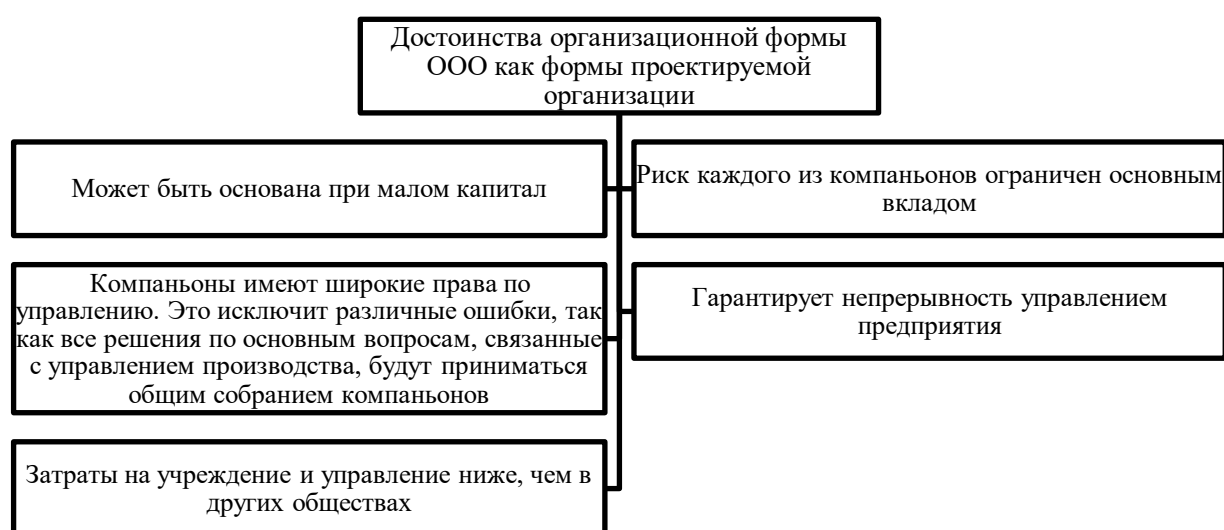 Достоинства организационной формы
ООО как формы проектируемой
организации
Может быть основана при малом капитал
Риск каждого из компаньонов ограничен основным
вкладом
Компаньоны имеют широкие права по
управлению. Это исключит различные ошибки, так
как все решения по основным вопросам, связанные
с управлением производства, будут приниматься
общим собранием компаньонов
Гарантирует непрерывность управлением
предприятия
Затраты на учреждение и управление ниже, чем в
других обществах